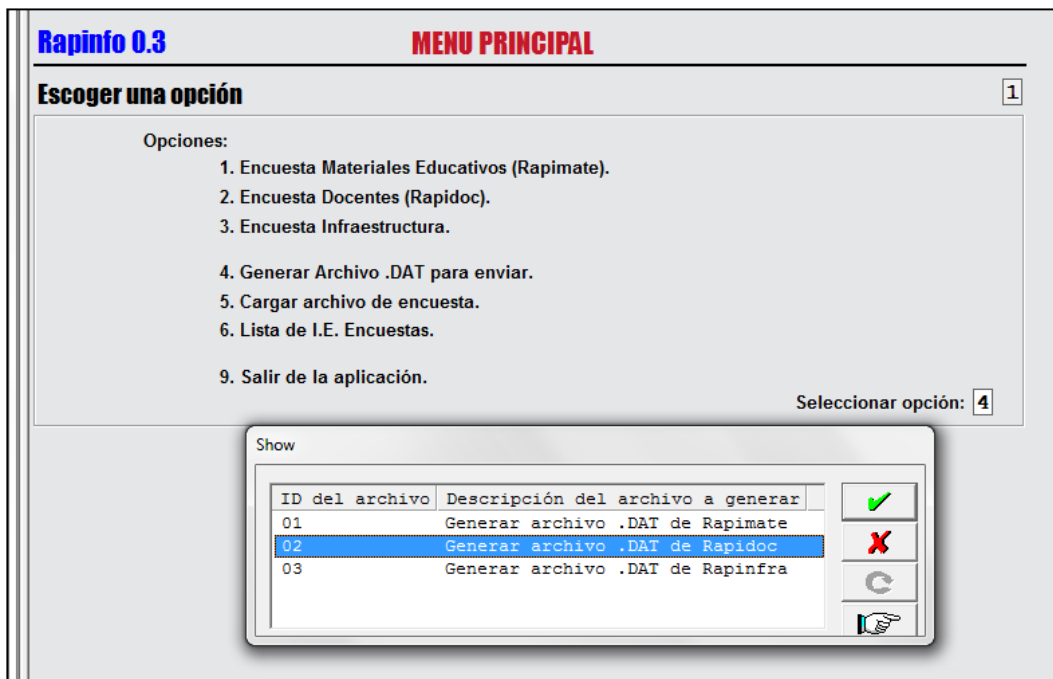 Rapinfo 0.3 MENU PRINCIPAL
Escoger una opción 1
Opciones:
1. Encuesta Materiales Educativos (Rapimate).
2. Encuesta Docentes (Rapidoc).
3. Encuesta Infraestructura.
4. Generar Archivo .DAT para enviar.
5. Cargar archivo de encuesta.
6. Lista de I.E. Encuestas.
9. Salir de la aplicación.
Seleccionar opción: 4
Show
ID del archivo Descripción del archivo a generar
01 Generar archivo .DAT de Rapimate
02 Generar archivo .DAT de Rapidoc
03 Generar archivo .DAT de Rapinfra